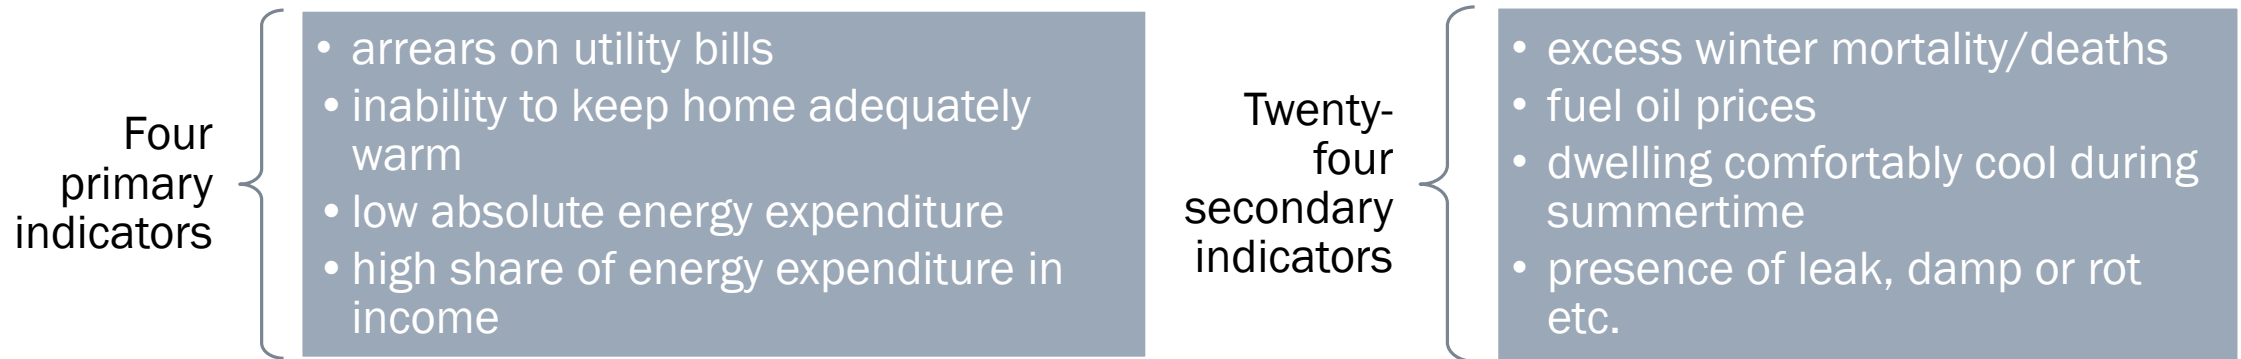 Four
primary
indicators
• arrears on utility bills
• inability to keep home adequately
warm
• low absolute energy expenditure
• high share of energy expenditure in
income
Twenty-
four
secondary
indicators
• excess winter mortality/deaths
• fuel oil prices
• dwelling comfortably cool during
summertime
• presence of leak, damp or rot
etc.